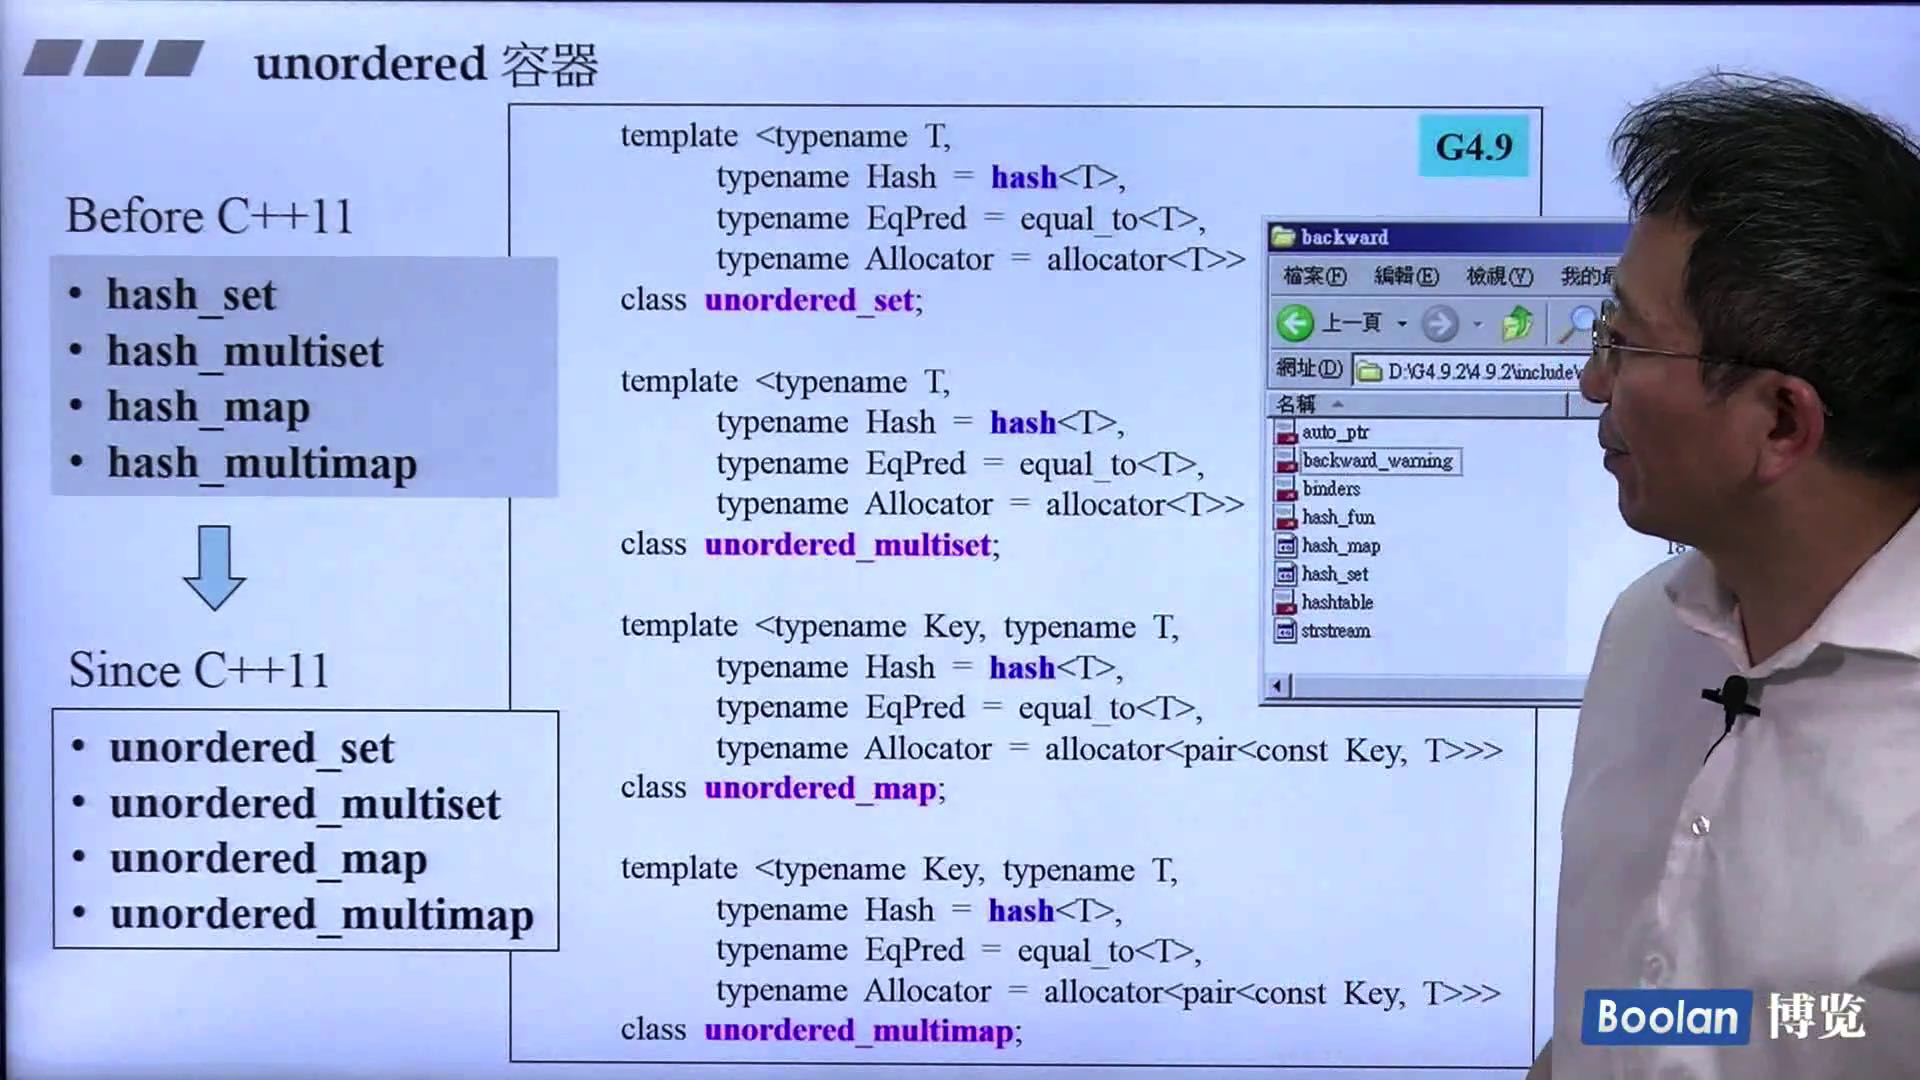 unordered 容器
Before C++11
• hash_set
• hash_multiset
• hash_map
• hash_multimap
Since C++11
• unordered_set
• unordered_multiset
• unordered_map
• unordered_multimap
G4.9
template <typename T,
typename Hash = hash<T>,
typename EqPred = equal_to<T>,
typename Allocator = allocator<T>>
class unordered_set;
template <typename T,
typename Hash = hash<T>,
typename EqPred = equal_to<T>,
typename Allocator = allocator<T>>
class unordered_multiset;
template <typename Key, typename T,
typename Hash = hash<T>,
typename EqPred = equal_to<T>,
typename Allocator = allocator<pair<const Key, T>>>
class unordered_map;
template <typename Key, typename T,
typename Hash = hash<T>,
typename EqPred = equal_to<T>,
typename Allocator = allocator<pair<const Key, T>>>
class unordered_multimap;
backward
檔案(F) 編輯(E) 檢視(V) 我的最
上一頁
網址(D) D:\G4.9.2\4.9.2\include\
名稱
auto_ptr
backward_warning
binders
hash_fun
hash_map
hash_set
hashtable
strstream
Boolan 博览